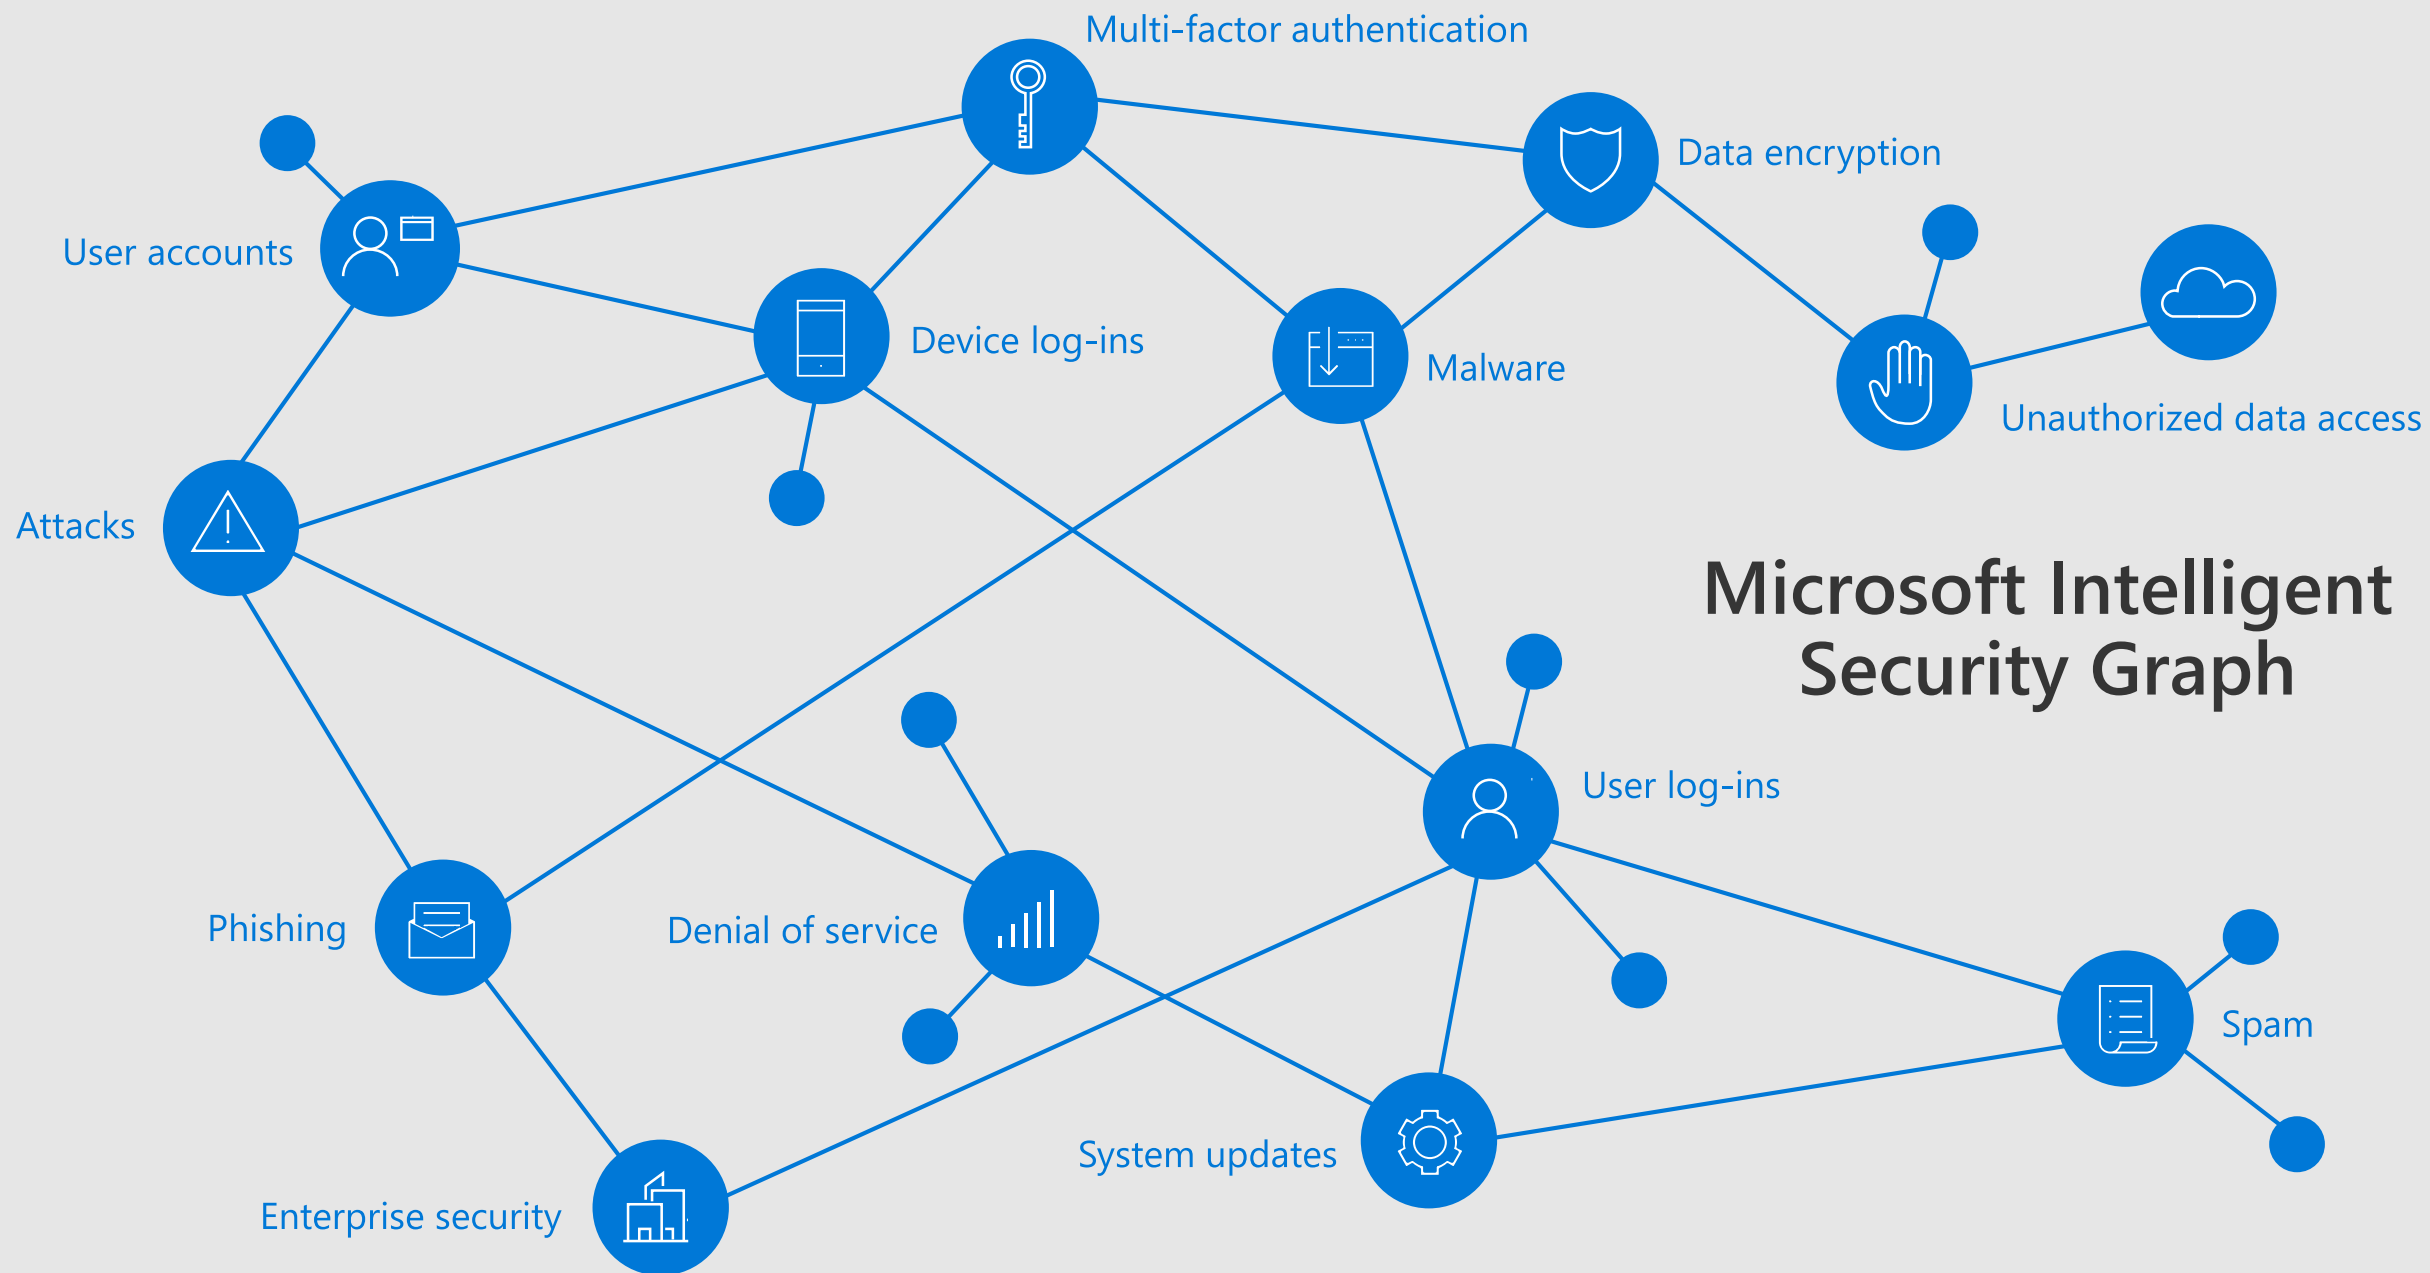 Multi-factor authentication
Data encryption
User accounts
Device log-ins
Malware
Unauthorized data access
Attacks
Microsoft Intelligent
Security Graph
User log-ins
Phishing
Denial of service
Spam
System updates
Enterprise security